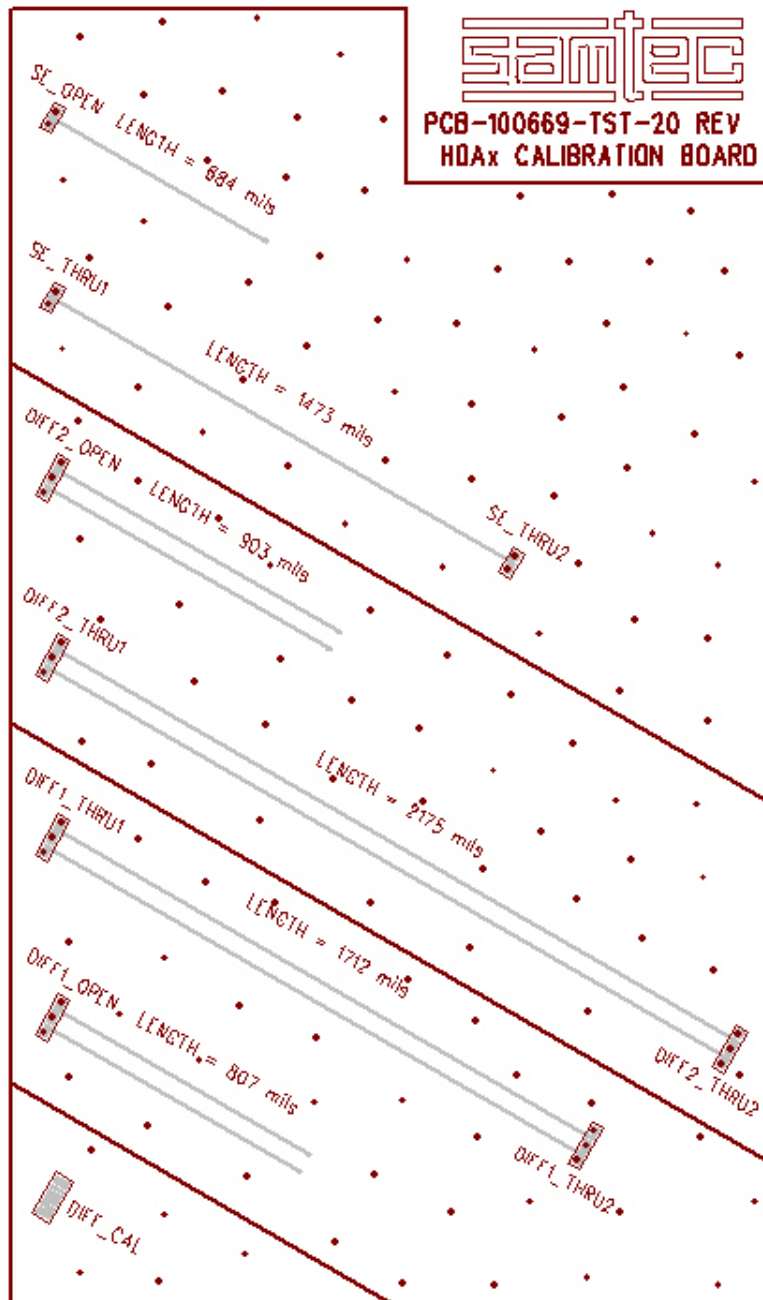 samtec
PCB-100669-TST-20 REV
HDAx CALIBRATION BOARD
SE_OPEN LENGTH = 684 mils
SE_THRU1
LENGTH = 1473 mils
SE_THRU2
DIFF2_OPEN LENGTH = 903 mils
DIFF2_THRU1
LENGTH = 2175 mils
DIFF2_THRU2
DIFF1_THRU1
LENGTH = 1712 mils
DIFF1_THRU2
DIFF1_OPEN LENGTH = 807 mils
DIFF_CAL